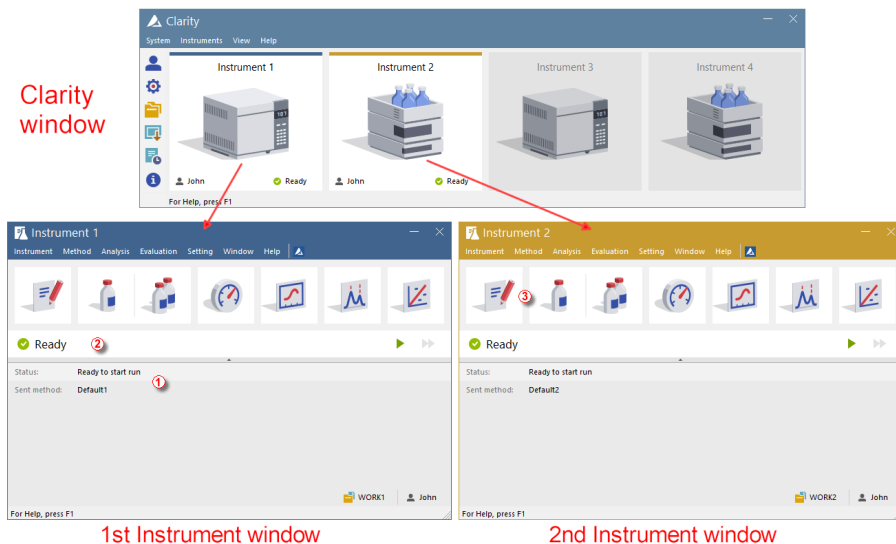 Clarity
System Instruments View Help
Instrument 1
Instrument 2
Instrument 3
Instrument 4
Clarity
window
John Ready
John Ready
For Help, press F1
Instrument 1
Instrument Method Analysis Evaluation Setting Window Help
Ready 2
Status: Ready to start run
1
Sent method: Default1
WORK1 John
For Help, press F1
1st Instrument window
Instrument 2
Instrument Method Analysis Evaluation Setting Window Help
3
Ready
Status: Ready to start run
Sent method: Default2
WORK2 John
For Help, press F1
2nd Instrument window